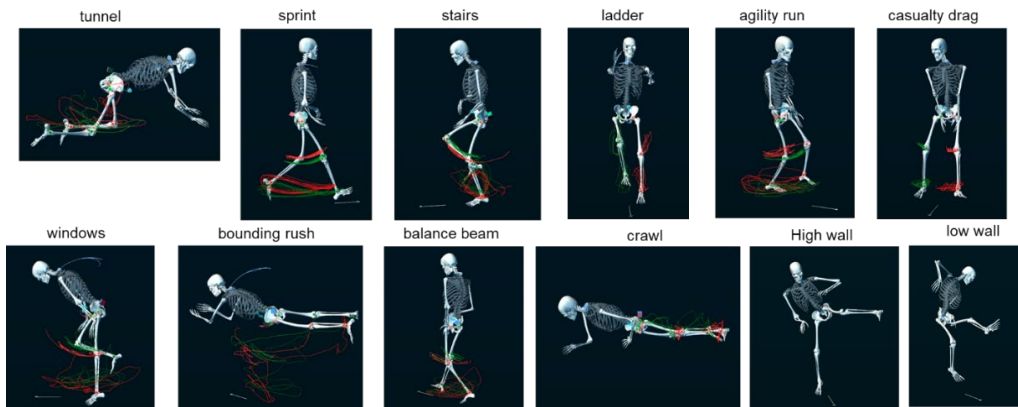 tunnel
sprint
stairs
ladder
agility run
casualty drag
windows
bounding rush
balance beam
crawl
High wall
low wall